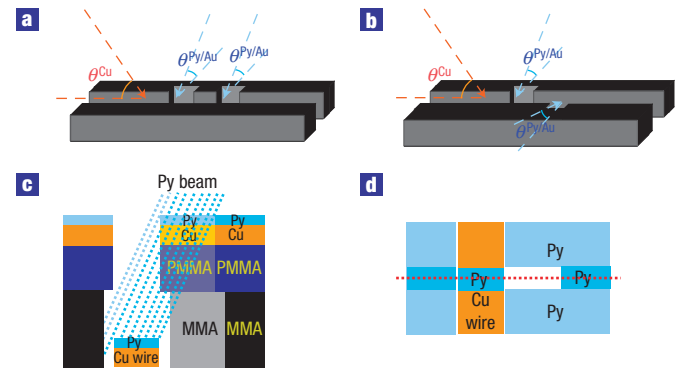 a
θCu
θPy/Au
θPy/Au
b
θCu
θPy/Au
θPy/Au
c
Py beam
Py
Py
Cu
Cu
PMMA
PMMA
MMA
MMA
Py
Cu wire
d
Py
Py
Py
Cu
wire
Py